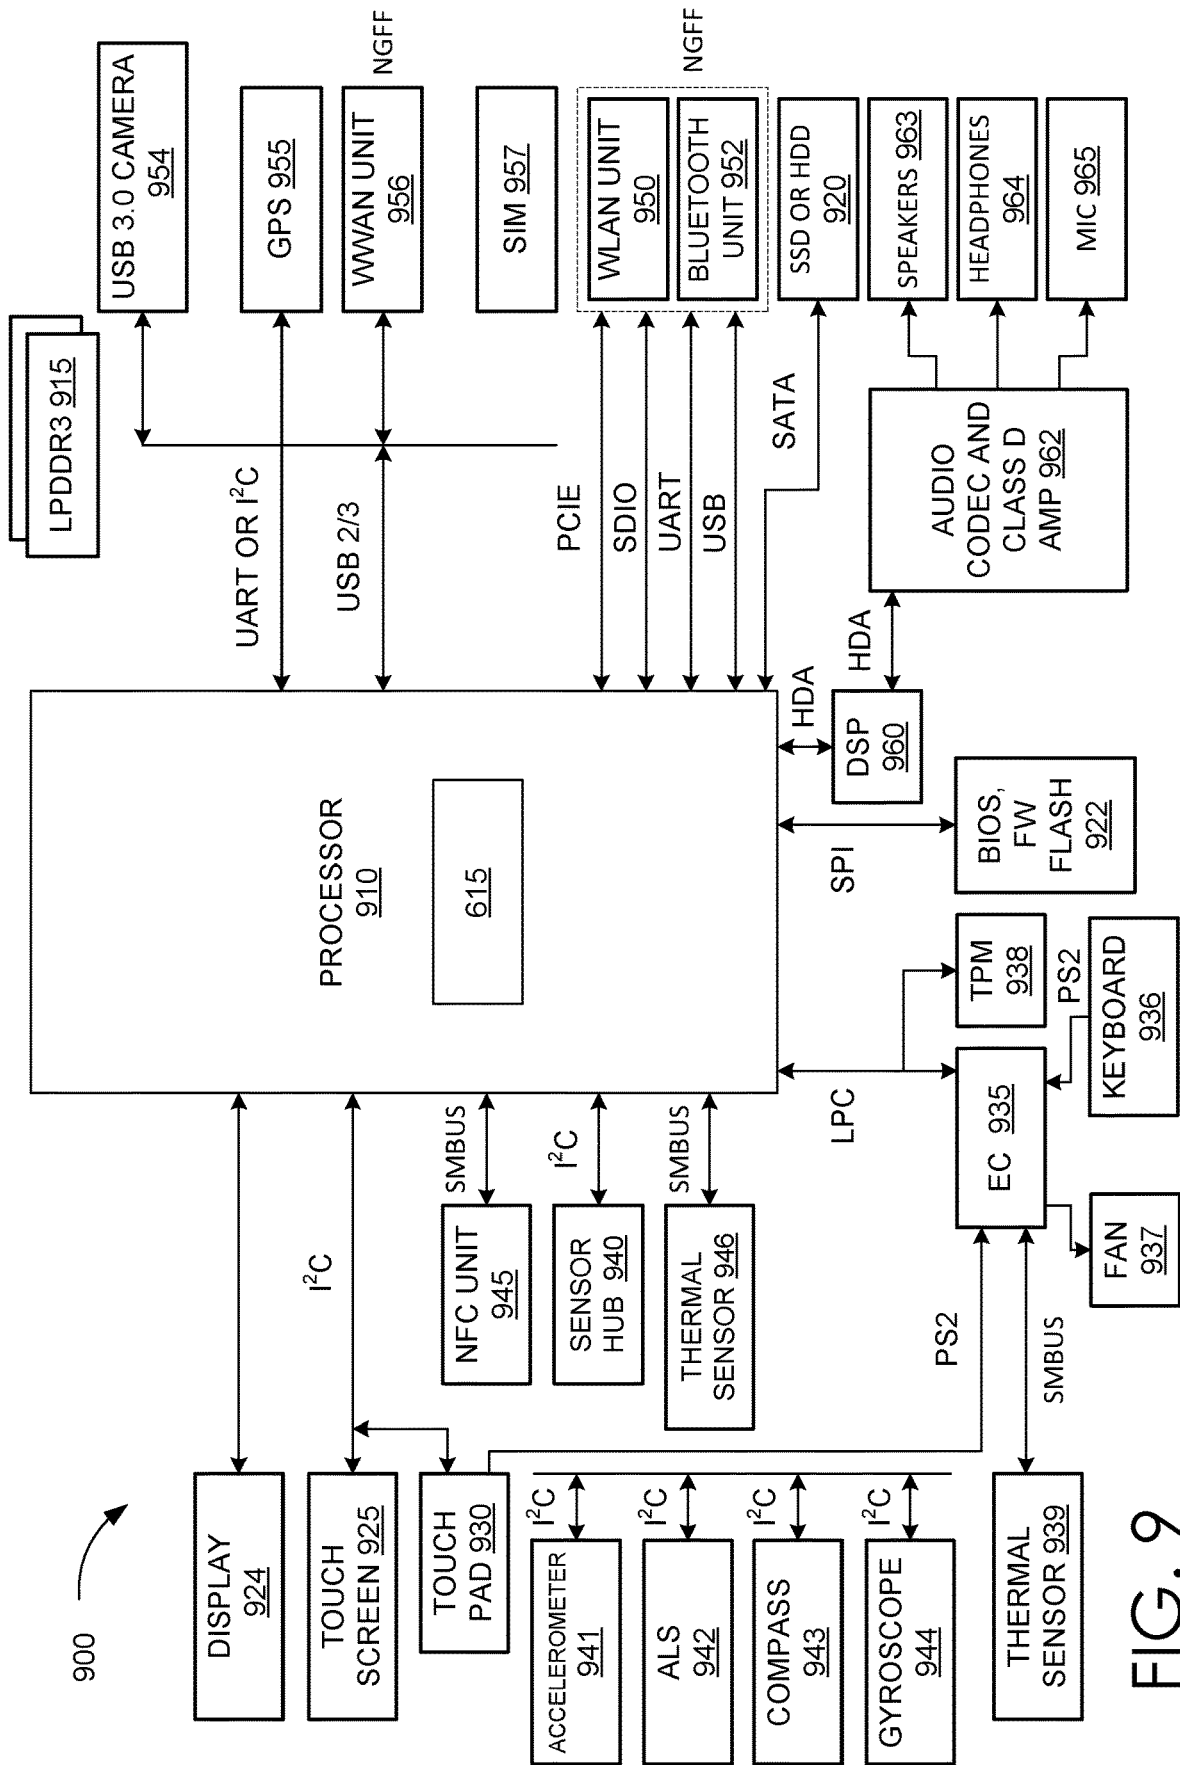 900
DISPLAY
924
TOUCH
SCREEN 925
TOUCH
PAD 930
ACCELEROMETER
941
ALS
942
COMPASS
943
GYROSCOPE
944
THERMAL
SENSOR 939
I²C
I²C
I²C
I²C
I²C
NFC UNIT
945
SMBUS
SENSOR
HUB 940
I²C
THERMAL
SENSOR 946
SMBUS
PS2
SMBUS
FAN
937
EC 935
LPC
KEYBOARD
936
PS2
TPM
938
PROCESSOR
910
615
SPI
BIOS,
FW
FLASH
922
HDA
DSP
960
HDA
AUDIO
CODEC AND
CLASS D
AMP 962
LPDDR3 915
UART OR I²C
USB 2/3
PCIE
SDIO
UART
USB
SATA
USB 3.0 CAMERA
954
GPS 955
WWAN UNIT
956
NGFF
SIM 957
WLAN UNIT
950
BLUETOOTH
UNIT 952
NGFF
SSD OR HDD
920
SPEAKERS 963
HEADPHONES
964
MIC 965
FIG. 9